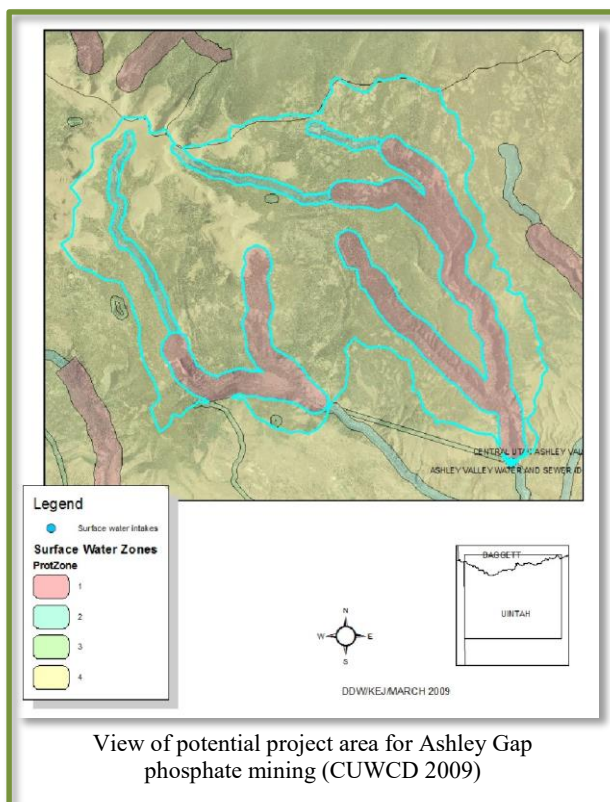 CENTRAL UTAH ASHLEY VAL
ASHLEY VALLEY WATER AND SEWER ID
Legend
Surface water intakes
Surface Water Zones
ProtZone
1
2
3
4
DAGGETT
UINTAH
N
W E
S
DDW/KEJ/MARCH 2009
View of potential project area for Ashley Gap
phosphate mining (CUWCD 2009)